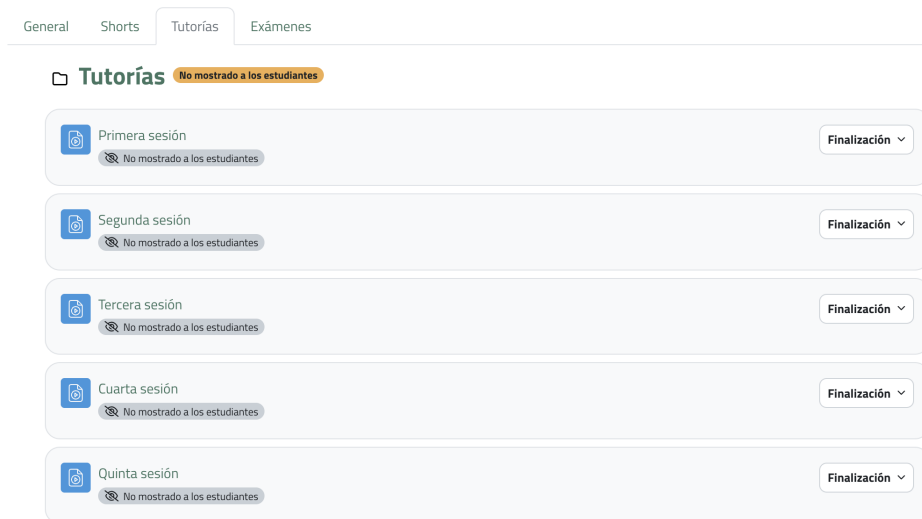 General Shorts Tutorías Exámenes
Tutorías No mostrado a los estudiantes
Primera sesión
No mostrado a los estudiantes
Finalización
Segunda sesión
No mostrado a los estudiantes
Finalización
Tercera sesión
No mostrado a los estudiantes
Finalización
Cuarta sesión
No mostrado a los estudiantes
Finalización
Quinta sesión
No mostrado a los estudiantes
Finalización